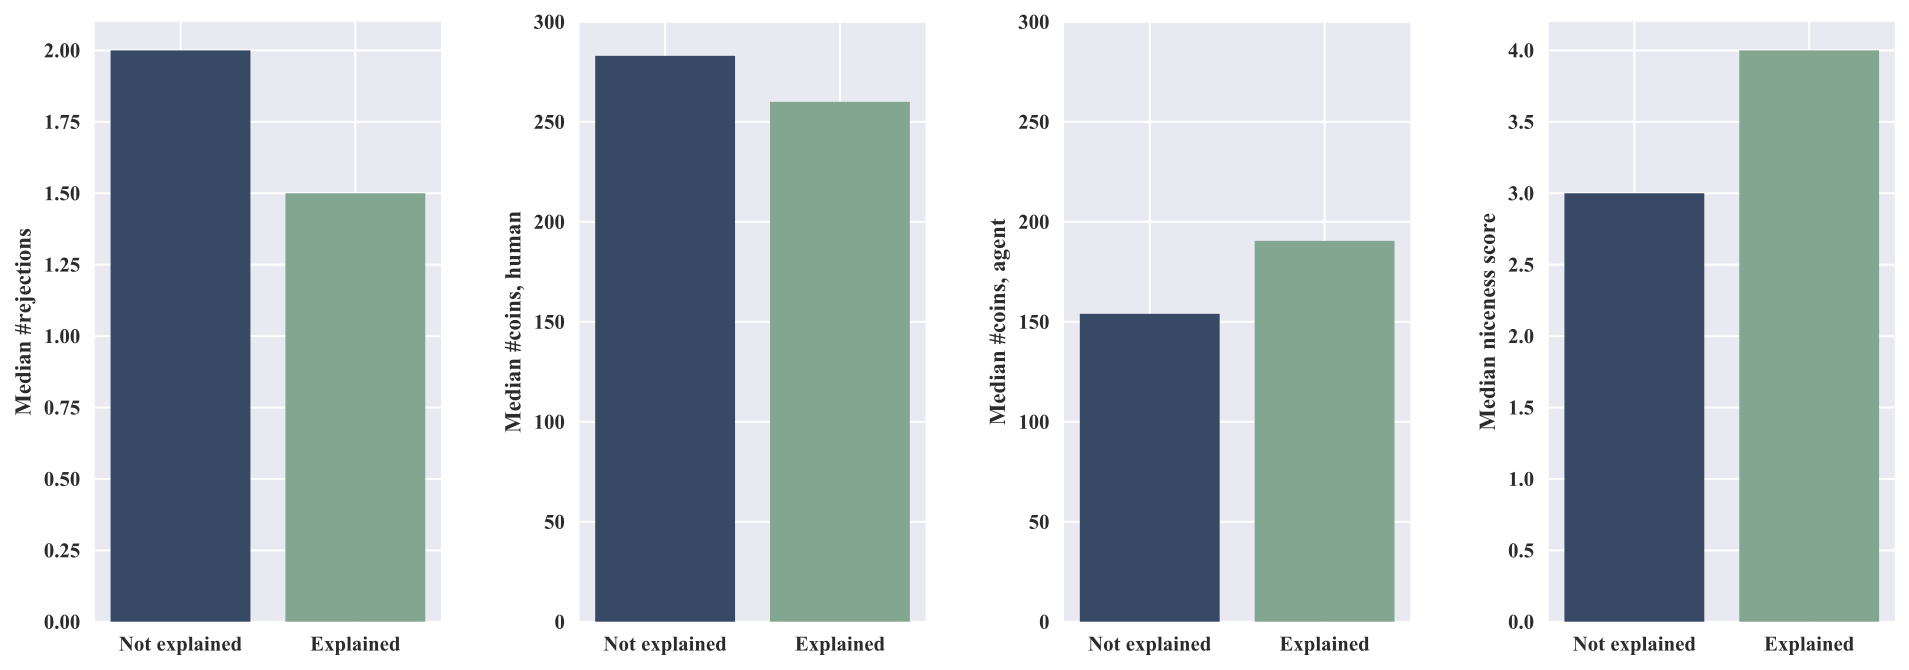 Median #rejections
2.00
1.75
1.50
1.25
1.00
0.75
0.50
0.25
0.00
Not explained
Explained
Median #coins, human
300
250
200
150
100
50
0
Not explained
Explained
Median #coins, agent
300
250
200
150
100
50
0
Not explained
Explained
Median niceness score
4.0
3.5
3.0
2.5
2.0
1.5
1.0
0.5
0.0
Not explained
Explained